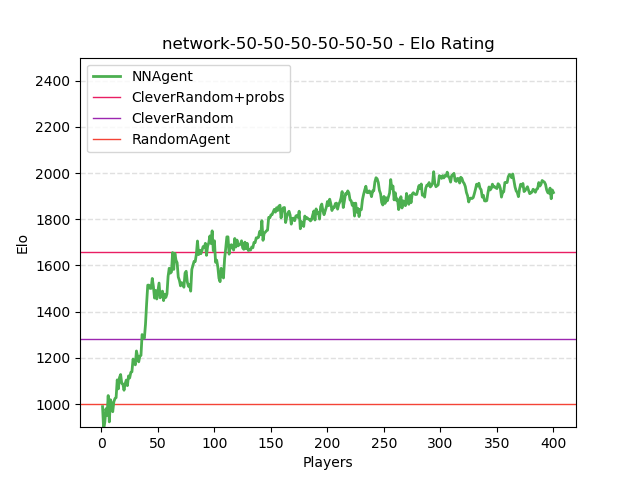 network-50-50-50-50-50-50 - Elo Rating
NNAgent
CleverRandom+probs
CleverRandom
RandomAgent
2400
2200
2000
1800
1600
1400
1200
1000
Elo
0 50 100 150 200 250 300 350 400
Players